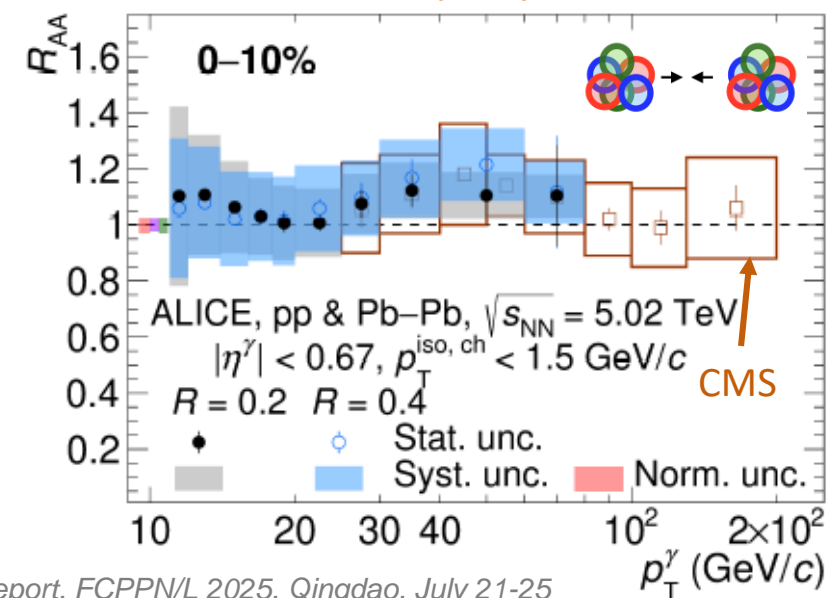 R_AA
0–10%
1.6
1.4
1.2
1
0.8
0.6
0.4
0.2
ALICE, pp & Pb–Pb, √s_NN = 5.02 TeV
|η^γ| < 0.67, p_T^iso, ch < 1.5 GeV/c
CMS
R = 0.2 R = 0.4
Stat. unc.
Syst. unc.
Norm. unc.
10 20 30 40 10² 2×10²
p_T^γ (GeV/c)
eport, FCPPN/L 2025, Qingdao, July 21-25